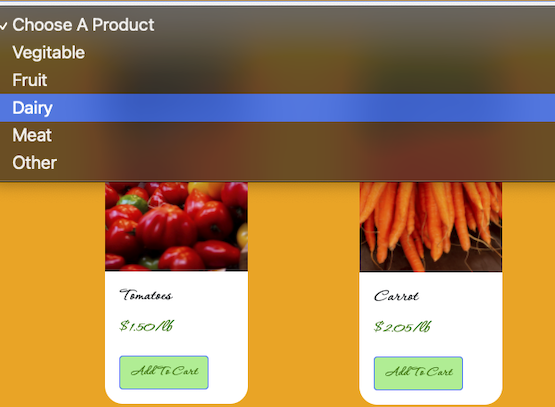 ✓ Choose A Product
Vegitable
Fruit
Dairy
Meat
Other
Tomatoes
$1.50/lb
Add To Cart
Carrot
$2.05/lb
Add To Cart